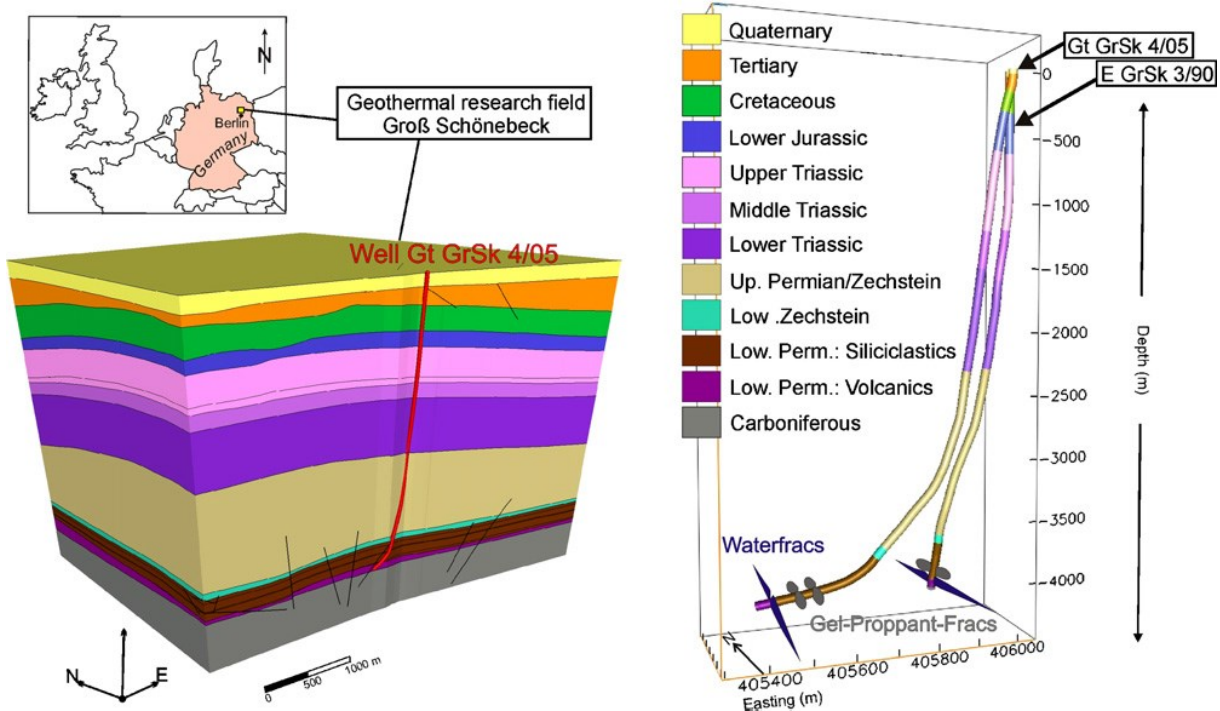 N
Berlin
Germany
Geothermal research field
Groß Schönebeck
Well Gt GrSk 4/05
N
E
0
500
1000 m
Quaternary
Tertiary
Cretaceous
Lower Jurassic
Upper Triassic
Middle Triassic
Lower Triassic
Up. Permian/Zechstein
Low .Zechstein
Low. Perm.: Siliciclastics
Low. Perm.: Volcanics
Carboniferous
Gt GrSk 4/05
E GrSk 3/90
0
-500
-1000
-1500
-2000
-2500
-3000
-3500
-4000
Depth (m)
Waterfracs
Gel-Proppant-Fracs
N
405400
405600
405800
406000
Easting (m)